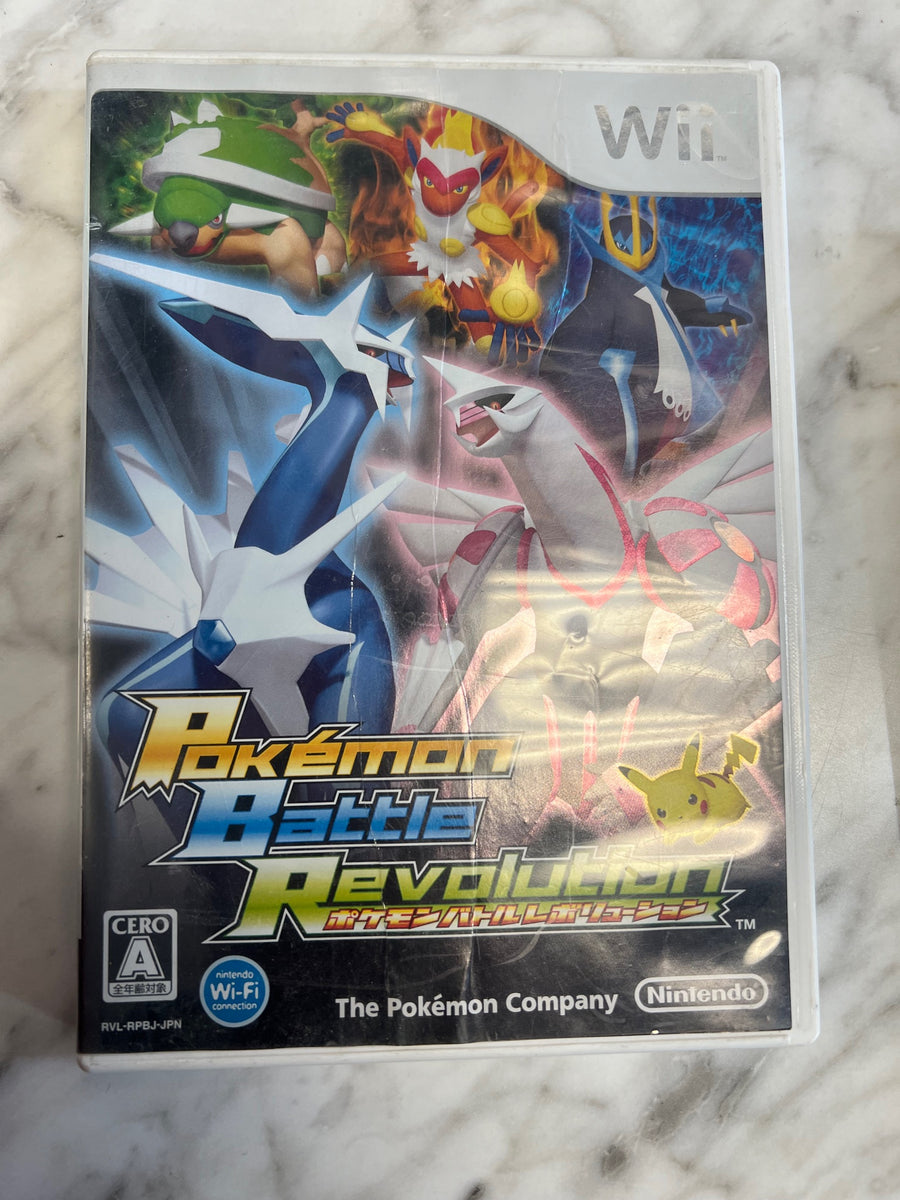 Wii
TM
Pokémon
Battle
Revolution
ポケモンバトルレボリューション
TM
CERO
A
全年齢対象
nintendo
Wi-Fi
connection
The Pokémon Company
Nintendo
RVL-RPBJ-JPN